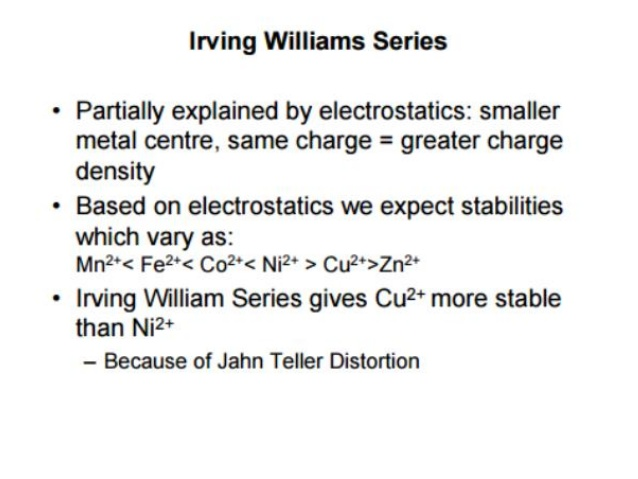 Irving Williams Series
• Partially explained by electrostatics: smaller
metal centre, same charge = greater charge
density
• Based on electrostatics we expect stabilities
which vary as:
Mn²⁺< Fe²⁺< Co²⁺< Ni²⁺ > Cu²⁺>Zn²⁺
• Irving William Series gives Cu²⁺ more stable
than Ni²⁺
– Because of Jahn Teller Distortion